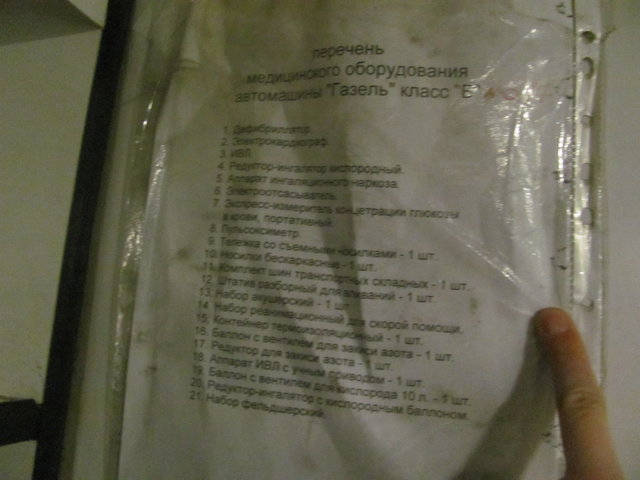 перечень
медицинского оборудования
автомашины "Газель" класс "Б"
1. Дефибриллятор.
2. Электрокардиограф.
3. ИВЛ.
4. Редуктор-ингалятор кислородный.
5. Аппарат ингаляционного наркоза.
6. Электроотсасыватель.
7. Экспресс-измеритель концетрации глюкозы
в крови, портативный.
8. Пульсоксиметр.
9. Тележка со съемными носилками - 1 шт.
10. Носилки бескаркасные - 1 шт.
11. Комплект шин транспортных складных - 1 шт.
12. Штатив разборный для вливаний - 1 шт.
13. Набор акушерский - 1 шт.
14. Набор реанимационный для скорой помощи.
15. Контейнер термоизоляционный - 1 шт.
16. Баллон с вентилем для закиси азота - 1 шт.
17. Редуктор для закиси азота - 1 шт.
18. Аппарат ИВЛ с учным приводом - 1 шт.
19. Баллон с вентилем для кислорода 10 л. - 1 шт.
20. Редуктор-ингалятор с кислородным баллоном.
21. Набор фельдшерский.